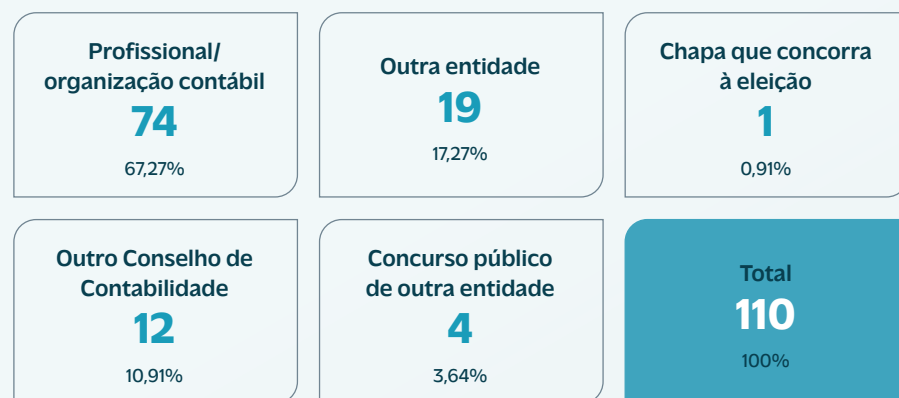 Profissional/
organização contábil
74
67,27%
Outra entidade
19
17,27%
Chapa que concorra
à eleição
1
0,91%
Outro Conselho de
Contabilidade
12
10,91%
Concurso público
de outra entidade
4
3,64%
Total
110
100%